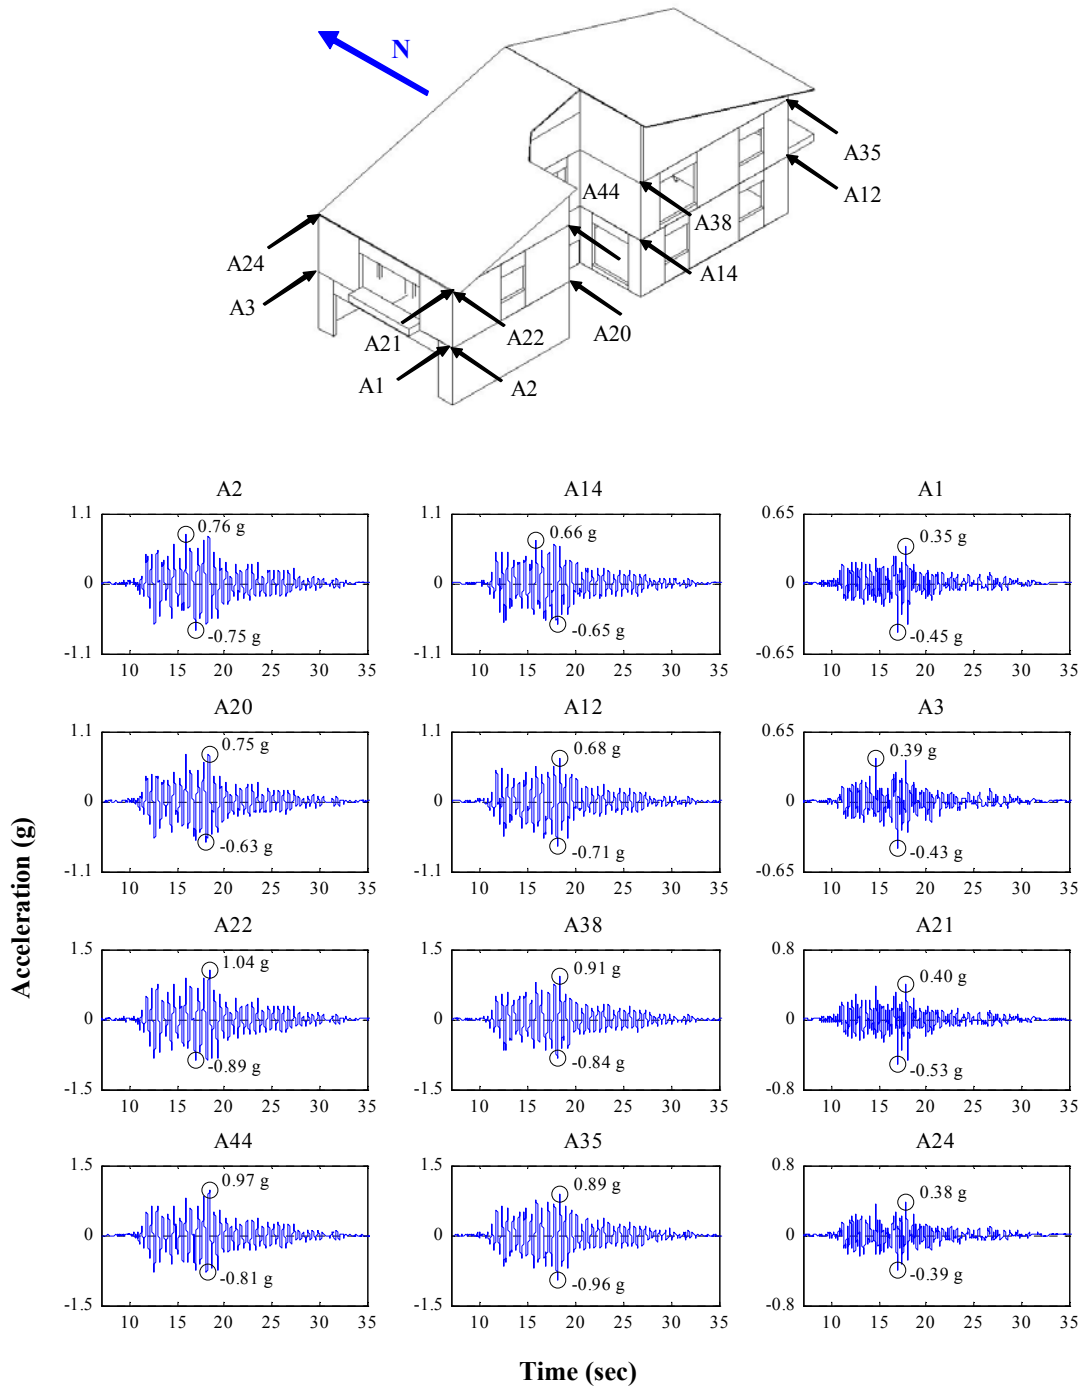 N
A35
A12
A44
A38
A24
A14
A3
A21
A22
A20
A1
A2
A2
A14
A1
1.1
0
-1.1
0.76 g
-0.75 g
10 15 20 25 30 35
1.1
0
-1.1
0.66 g
-0.65 g
10 15 20 25 30 35
0.65
0
-0.65
0.35 g
-0.45 g
10 15 20 25 30 35
A20
A12
A3
1.1
0
-1.1
0.75 g
-0.63 g
10 15 20 25 30 35
1.1
0
-1.1
0.68 g
-0.71 g
10 15 20 25 30 35
0.65
0
-0.65
0.39 g
-0.43 g
10 15 20 25 30 35
A22
A38
A21
1.5
0
-1.5
1.04 g
-0.89 g
10 15 20 25 30 35
1.5
0
-1.5
0.91 g
-0.84 g
10 15 20 25 30 35
0.8
0
-0.8
0.40 g
-0.53 g
10 15 20 25 30 35
A44
A35
A24
1.5
0
-1.5
0.97 g
-0.81 g
10 15 20 25 30 35
1.5
0
-1.5
0.89 g
-0.96 g
10 15 20 25 30 35
0.8
0
-0.8
0.38 g
-0.39 g
10 15 20 25 30 35
Acceleration (g)
Time (sec)